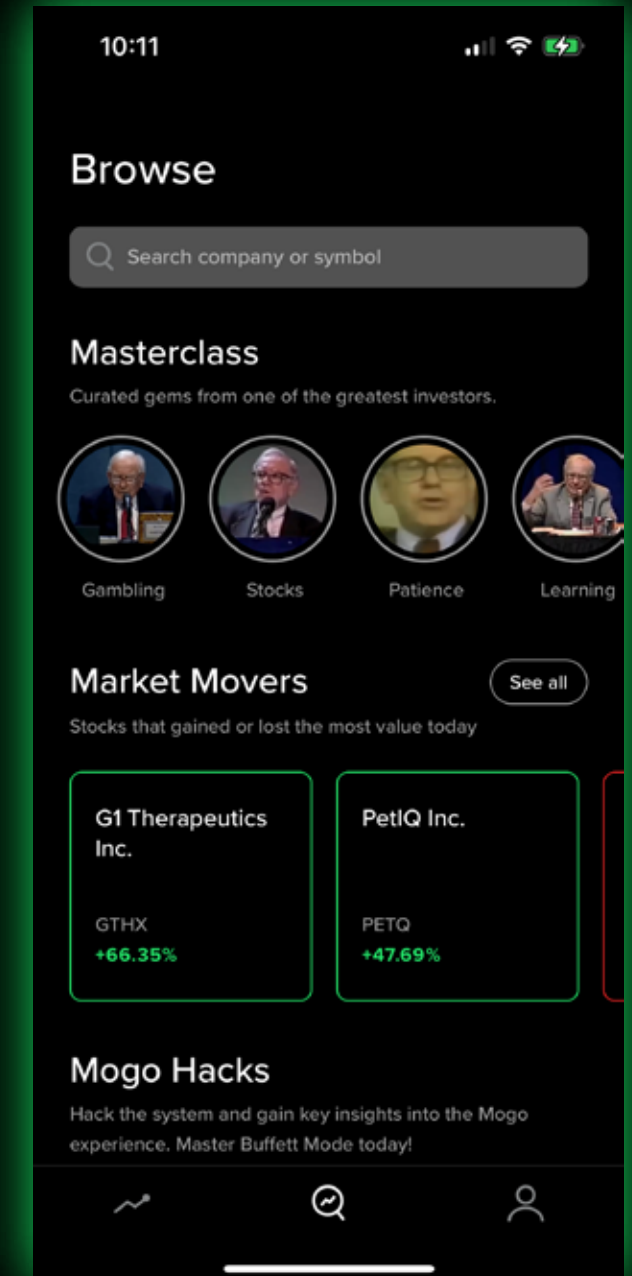 10:11
Browse
Search company or symbol
Masterclass
Curated gems from one of the greatest investors.
Gambling
Stocks
Patience
Learning
Market Movers
See all
Stocks that gained or lost the most value today
G1 Therapeutics
Inc.
GTHX
+66.35%
PetIQ Inc.
PETQ
+47.69%
Mogo Hacks
Hack the system and gain key insights into the Mogo
experience. Master Buffett Mode today!